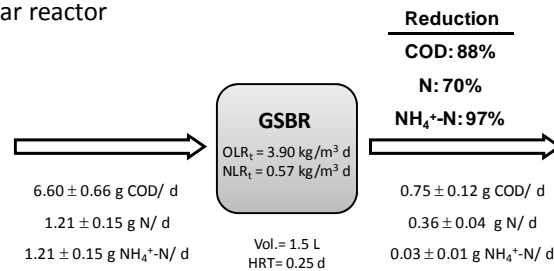 ar reactor
Reduction
COD: 88%
N: 70%
NH₄⁺-N: 97%
GSBR
OLRₜ = 3.90 kg/m³ d
NLRₜ = 0.57 kg/m³ d
6.60 ± 0.66 g COD/ d
1.21 ± 0.15 g N/ d
1.21 ± 0.15 g NH₄⁺-N/ d
Vol.= 1.5 L
HRT= 0.25 d
0.75 ± 0.12 g COD/ d
0.36 ± 0.04 g N/ d
0.03 ± 0.01 g NH₄⁺-N/ d